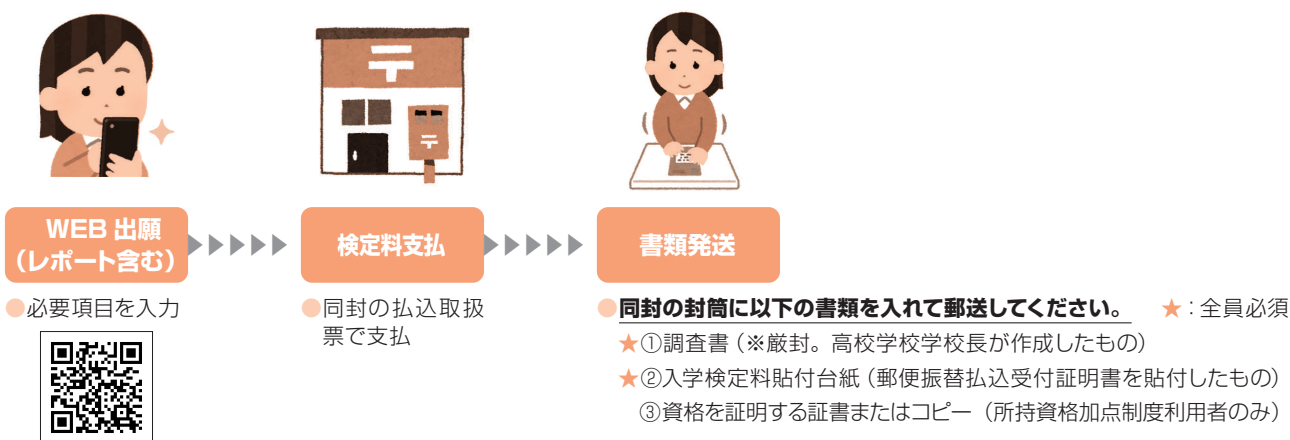 WEB 出願
(レポート含む)
▶▶▶▶▶
検定料支払
▶▶▶▶▶
書類発送
●必要項目を入力
●同封の払込取扱
票で支払
●同封の封筒に以下の書類を入れて郵送してください。 ★：全員必須
★①調査書（※厳封。高校学校学校長が作成したもの）
★②入学検定料貼付台紙（郵便振替払込受付証明書を貼付したもの）
③資格を証明する証書またはコピー（所持資格加点制度利用者のみ）